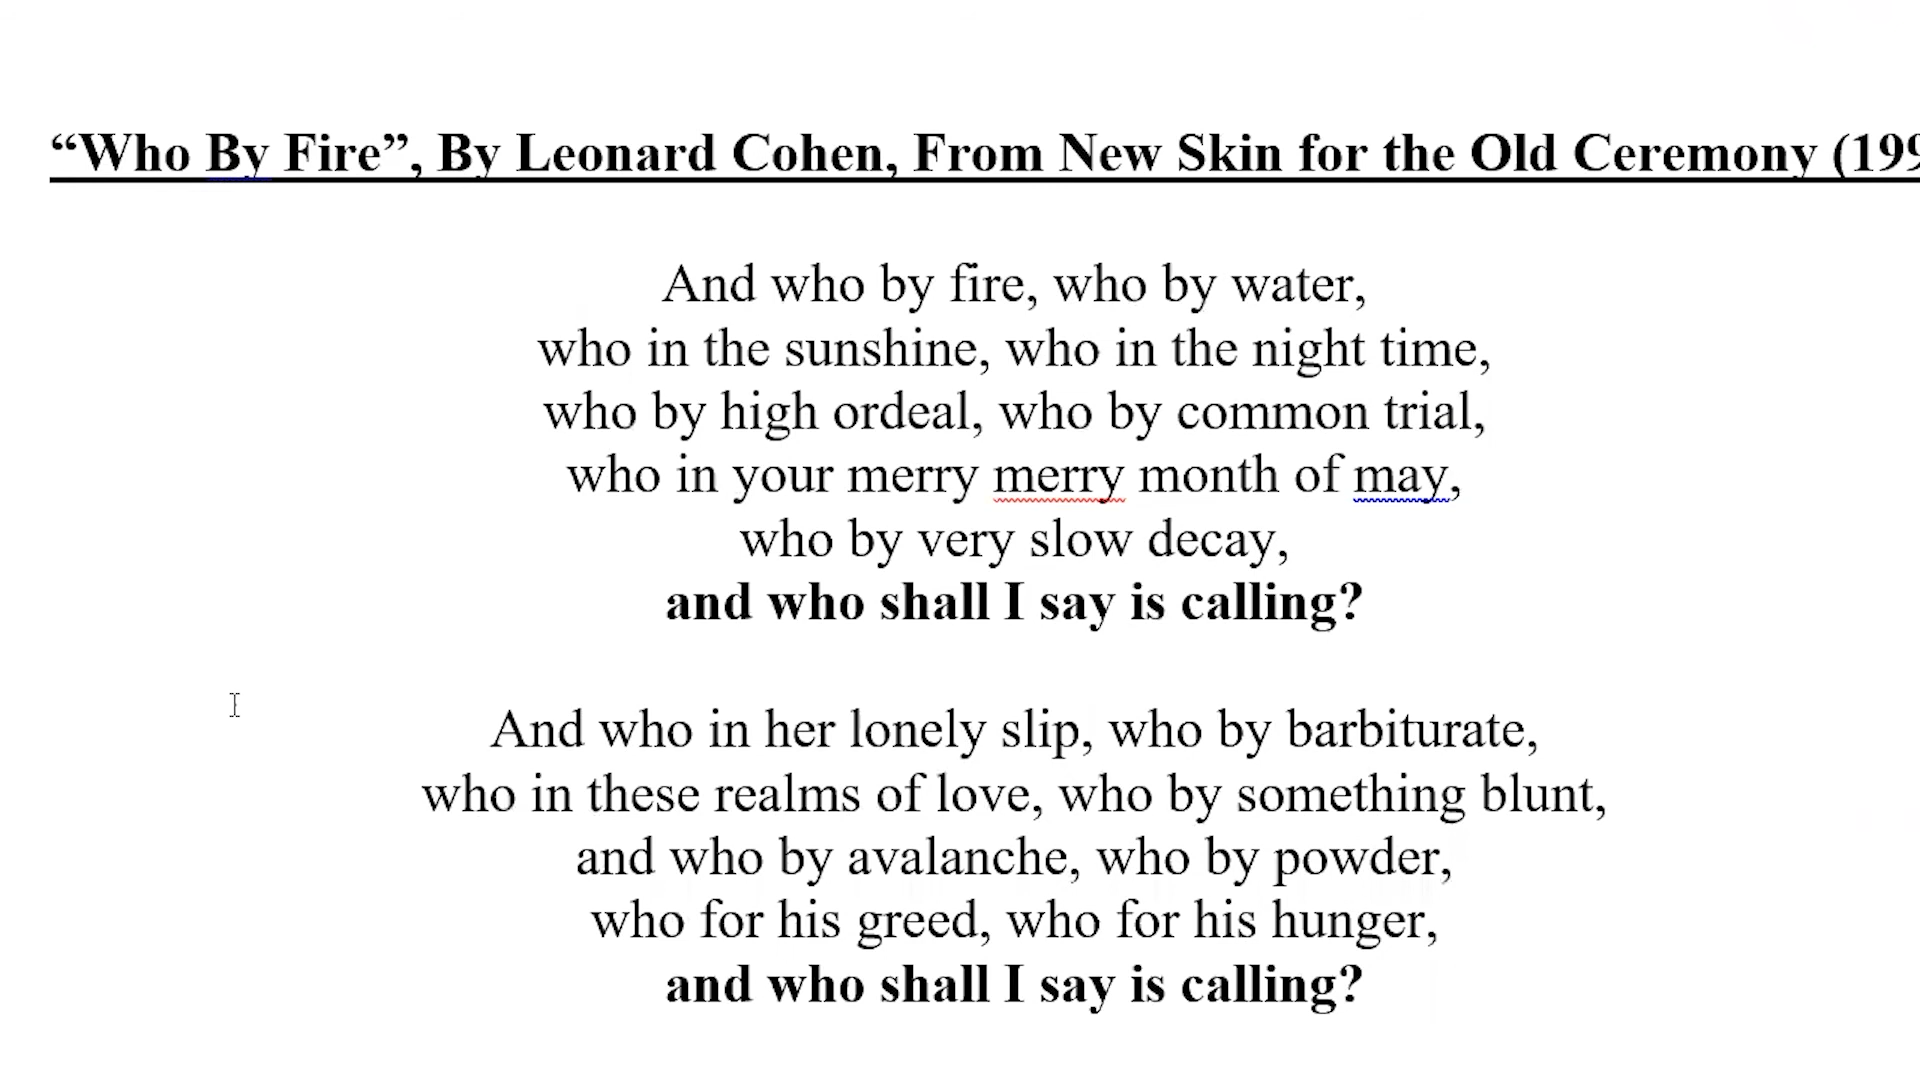 “Who By Fire”, By Leonard Cohen, From New Skin for the Old Ceremony (199
And who by fire, who by water,
who in the sunshine, who in the night time,
who by high ordeal, who by common trial,
who in your merry merry month of may,
who by very slow decay,
and who shall I say is calling?
And who in her lonely slip, who by barbiturate,
who in these realms of love, who by something blunt,
and who by avalanche, who by powder,
who for his greed, who for his hunger,
and who shall I say is calling?